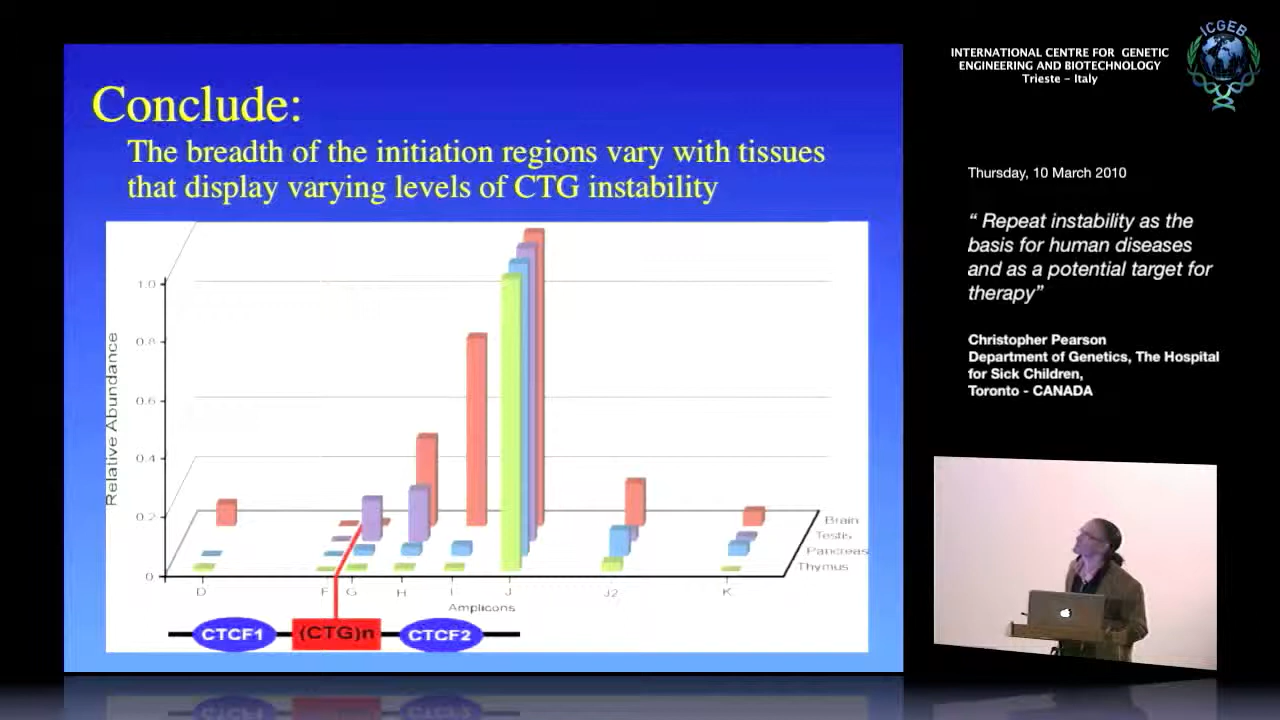 Conclude:
The breadth of the initiation regions vary with tissues
that display varying levels of CTG instability
Relative Abundance
1.0
0.8
0.6
0.4
0.2
0
Brain
Testis
Pancreas
Thymus
D
F
G
H
I
J
J2
K
Amplicons
CTCF1
(CTG)n
CTCF2
ICGEB
INTERNATIONAL CENTRE FOR GENETIC
ENGINEERING AND BIOTECHNOLOGY
Trieste - Italy
Thursday, 10 March 2010
“ Repeat instability as the
basis for human diseases
and as a potential target for
therapy”
Christopher Pearson
Department of Genetics, The Hospital
for Sick Children,
Toronto - CANADA